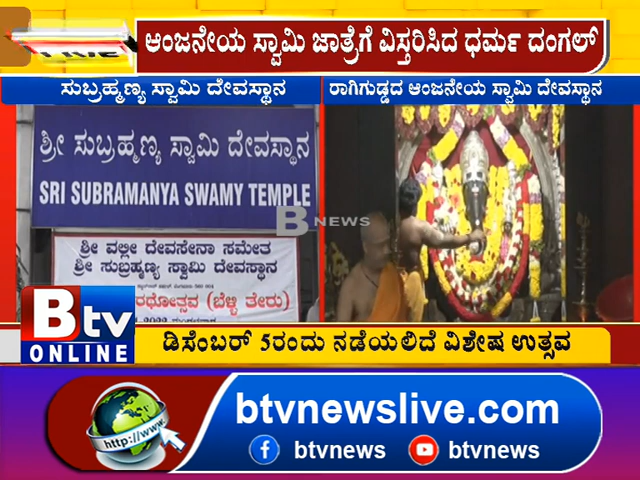 LIVE
ಆಂಜನೇಯ ಸ್ವಾಮಿ ಜಾತ್ರೆಗೆ ವಿಸ್ತರಿಸಿದ ಧರ್ಮ ದಂಗಲ್
ಸುಬ್ರಹ್ಮಣ್ಯ ಸ್ವಾಮಿ ದೇವಸ್ಥಾನ
ರಾಗಿಗುಡ್ಡದ ಆಂಜನೇಯ ಸ್ವಾಮಿ ದೇವಸ್ಥಾನ
ಶ್ರೀ ಸುಬ್ರಹ್ಮಣ್ಯ ಸ್ವಾಮಿ ದೇವಸ್ಥಾನ
SRI SUBRAMANYA SWAMY TEMPLE
B NEWS
ಶ್ರೀ ವಲ್ಲೀ ದೇವಸೇನಾ ಸಮೇತ
ಶ್ರೀ ಸುಬ್ರಹ್ಮಣ್ಯ ಸ್ವಾಮಿ ದೇವಸ್ಥಾನ
ರಥೋತ್ಸವ (ಬೆಳ್ಳಿ ತೇರು)
Btv
ONLINE
ಡಿಸೆಂಬರ್ 5ರಂದು ನಡೆಯಲಿದೆ ವಿಶೇಷ ಉತ್ಸವ
http://www.
btvnewslive.com
btvnews
btvnews